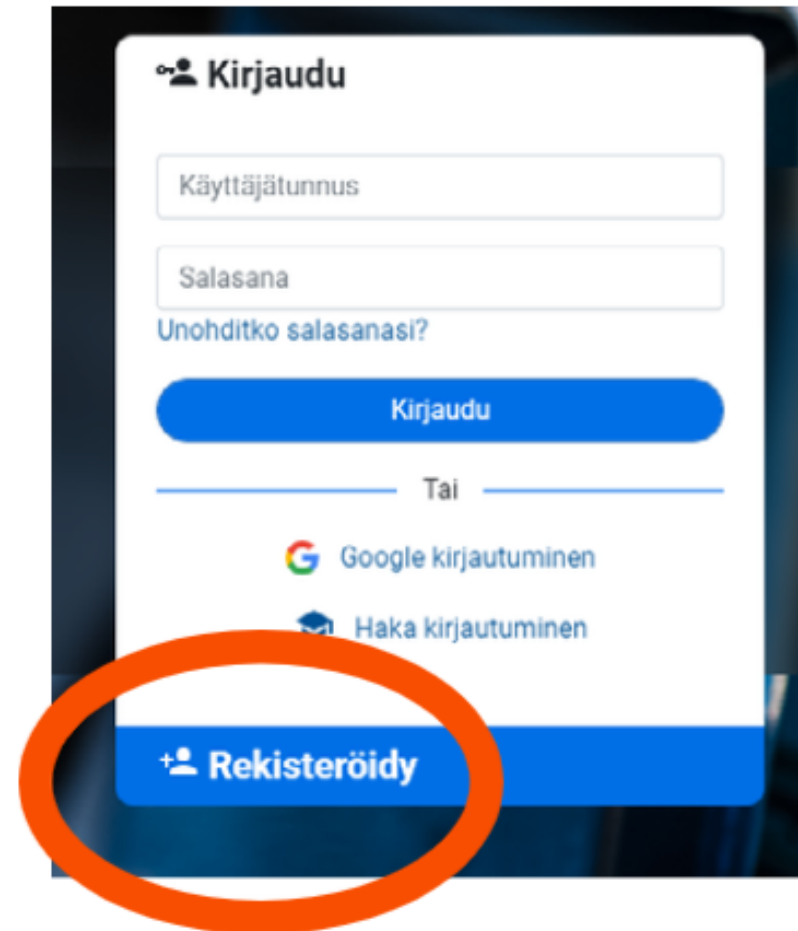 Kirjaudu
Käyttäjätunnus
Salasana
Unohditko salasanasi?
Kirjaudu
Tai
Google kirjautuminen
Haka kirjautuminen
Rekisteröidy